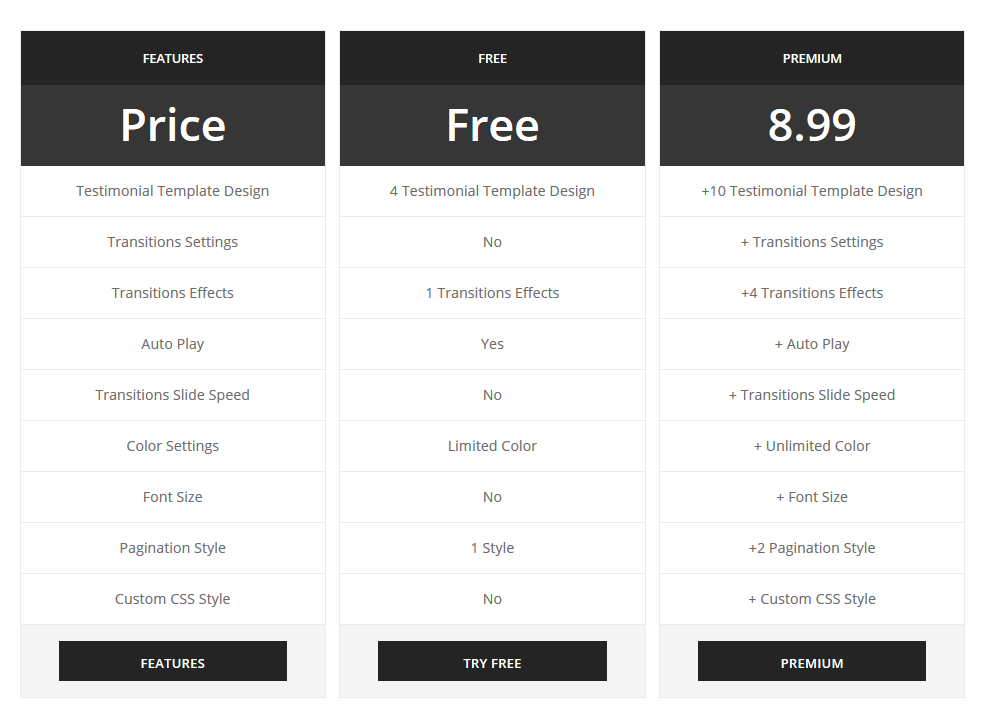 FEATURES FREE PREMIUM
Price Free 8.99
Testimonial Template Design 4 Testimonial Template Design +10 Testimonial Template Design
Transitions Settings No + Transitions Settings
Transitions Effects 1 Transitions Effects +4 Transitions Effects
Auto Play Yes + Auto Play
Transitions Slide Speed No + Transitions Slide Speed
Color Settings Limited Color + Unlimited Color
Font Size No + Font Size
Pagination Style 1 Style +2 Pagination Style
Custom CSS Style No + Custom CSS Style
FEATURES TRY FREE PREMIUM